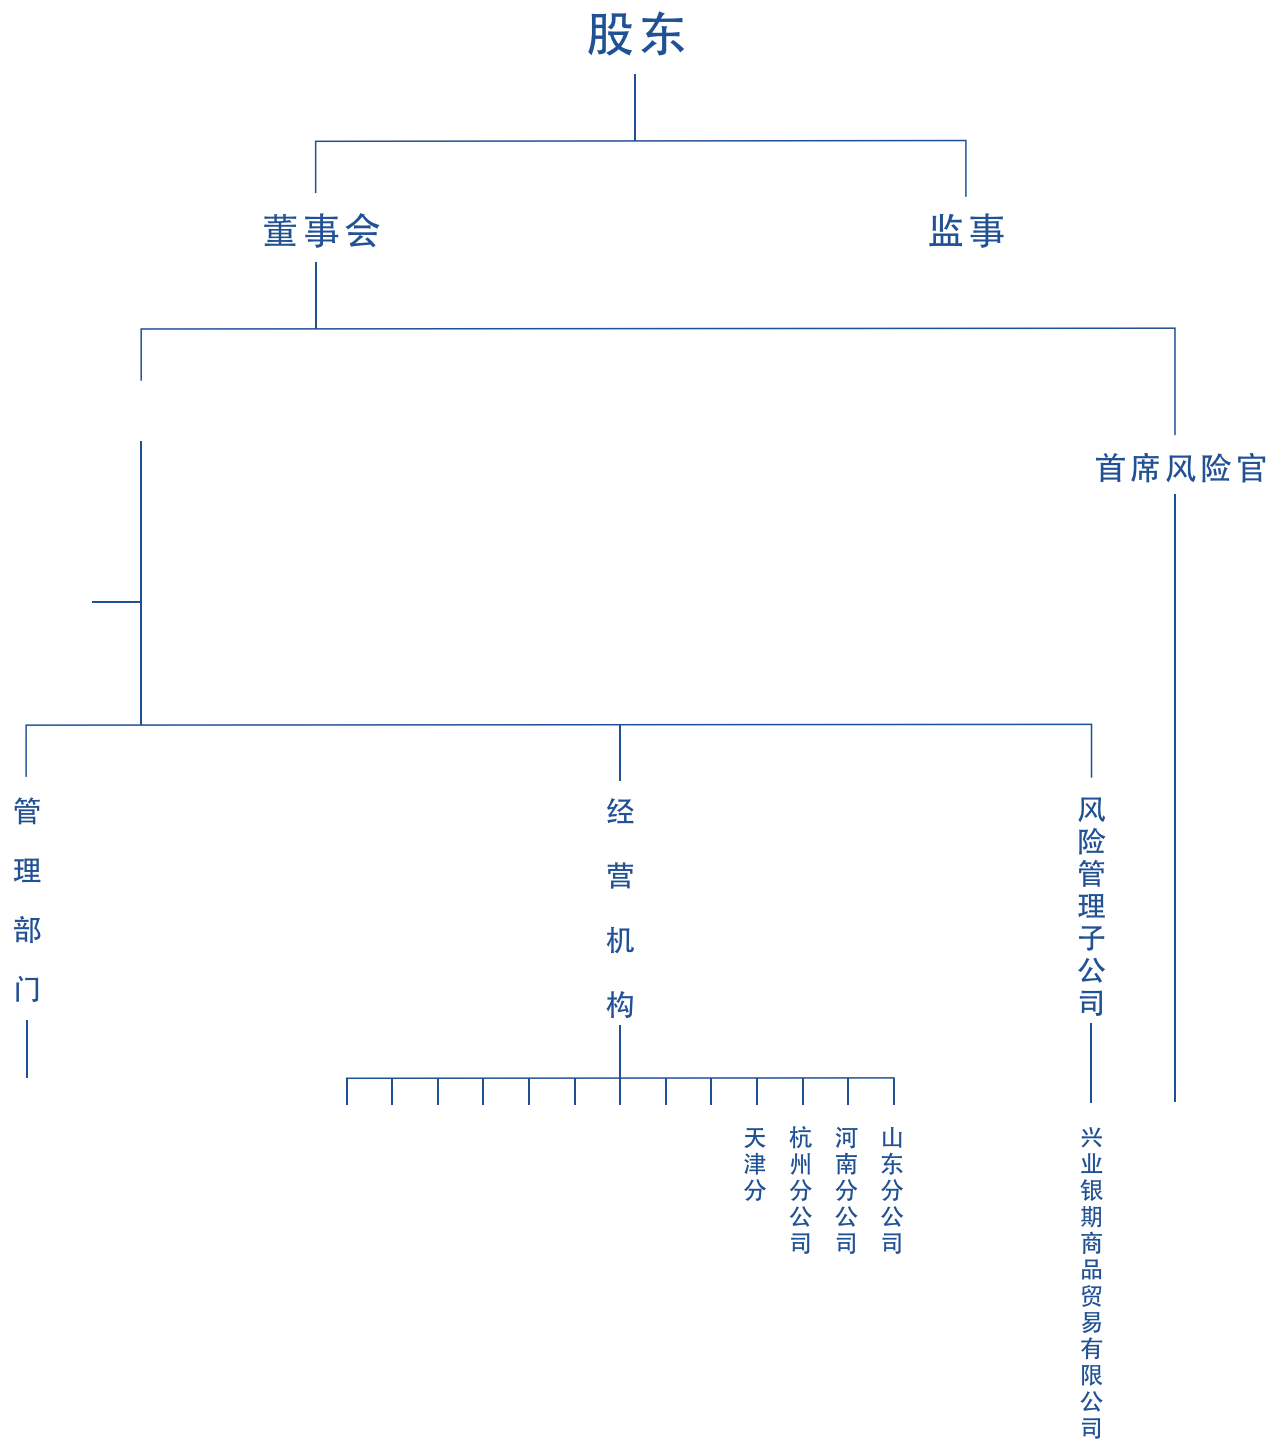 股东
董事会
监事
首席风险官
管理部门
经营机构
风险管理子公司
天津分
杭州分公司
河南分公司
山东分公司
兴业银期商品贸易有限公司